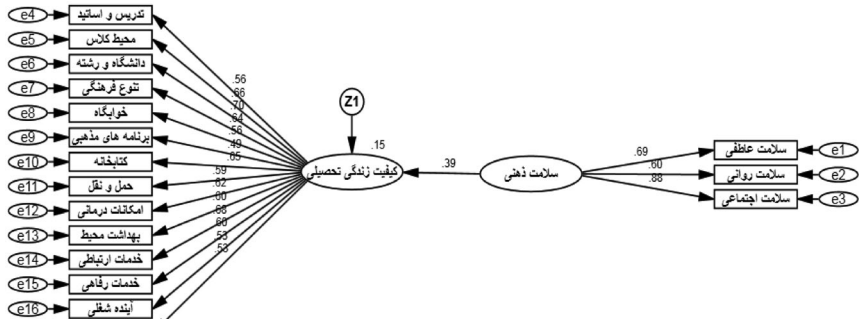 e4
تدریس و اساتید
e5
محیط کلاس
e6
دانشگاه و رشته
e7
تنوع فرهنگی
e8
خوابگاه
e9
برنامه های مذهبی
e10
کتابخانه
e11
حمل و نقل
e12
امکانات درمانی
e13
بهداشت محیط
e14
خدمات ارتباطی
e15
خدمات رفاهی
e16
آینده شغلی
.56
.66
.70
.64
.56
.49
.65
.59
.62
.60
.68
.60
.53
.53
Z1
.15
کیفیت زندگی تحصیلی
.39
سلامت ذهنی
.69
.60
.88
سلامت عاطفی
e1
سلامت روانی
e2
سلامت اجتماعی
e3